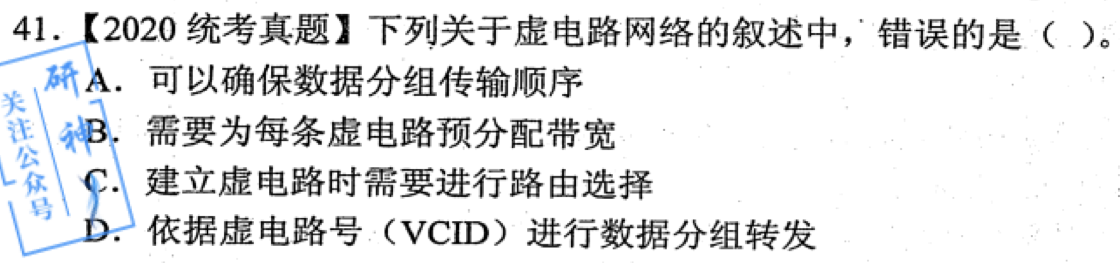 41.【2020 统考真题】下列关于虚电路网络的叙述中，错误的是（ ）。
A. 可以确保数据分组传输顺序
B. 需要为每条虚电路预分配带宽
C. 建立虚电路时需要进行路由选择
D. 依据虚电路号（VCID）进行数据分组转发
关注公众号
研神